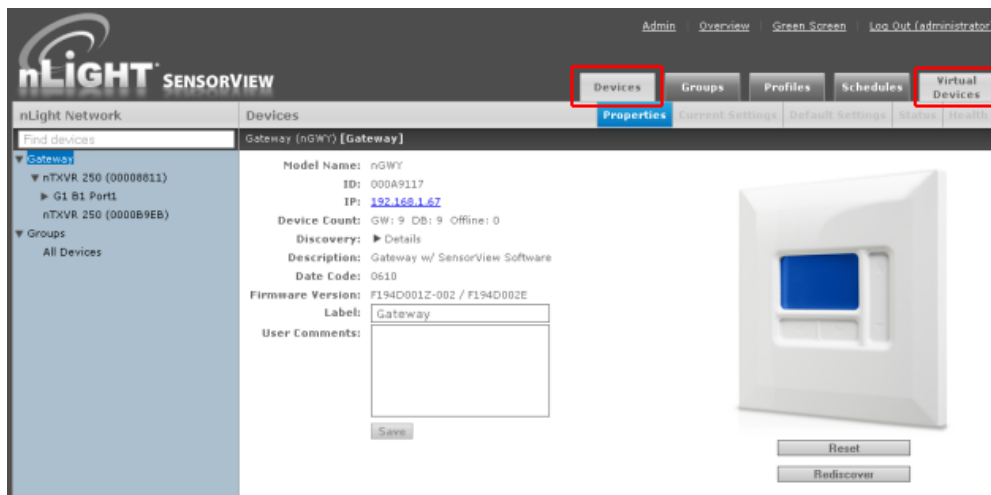 Admin Overview Green Screen Log Out (administrator
nLIGHT SENSORVIEW
Devices Groups Profiles Schedules Virtual Devices
nLight Network
Devices
Properties Current Settings Default Settings Status Health
Find devices
Gateway (nGWY) [Gateway]
Gateway
nTXVR 250 (00008811)
G1 B1 Port1
nTXVR 250 (0000B9EB)
Groups
All Devices
Model Name: nGWY
ID: 000A9117
IP: 192.168.1.67
Device Count: GW: 9 DB: 9 Offline: 0
Discovery: Details
Description: Gateway w/ SensorView Software
Date Code: 0610
Firmware Version: F194D001Z-002 / F194D002E
Label: Gateway
User Comments:
Save
Reset
Rediscover